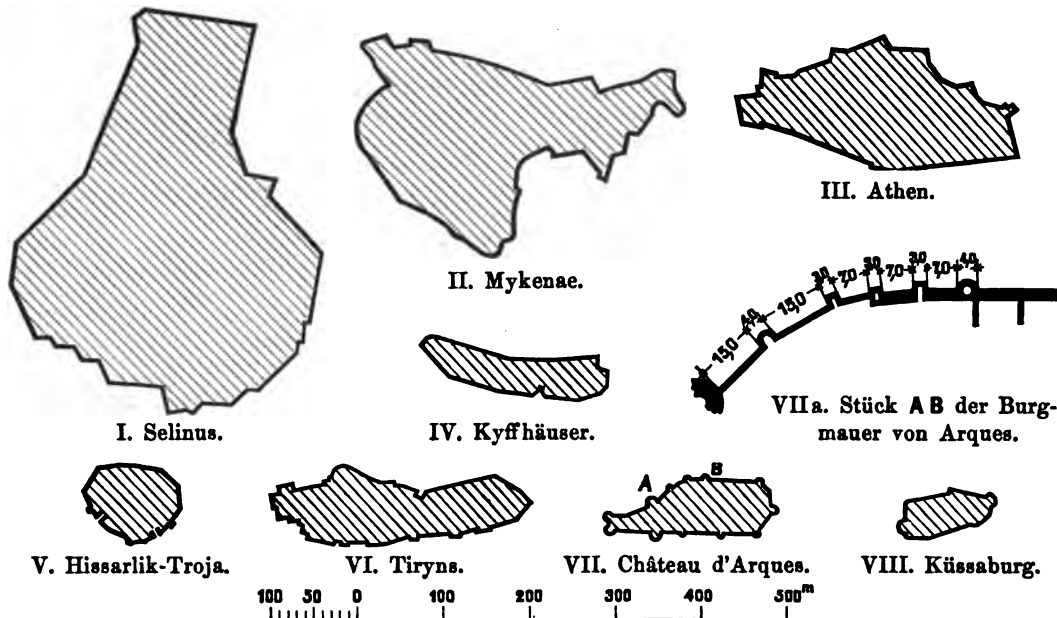 I. Selinus.
II. Mykenae.
III. Athen.
IV. Kyffhäuser.
15,0 4,0 15,0 3,0 7,0 3,0 7,0 3,0 7,0 4,0
VIIa. Stück A B der Burg-
mauer von Arques.
A B
V. Hissarlik-Troja.
VI. Tiryns.
VII. Château d'Arques.
VIII. Küssaburg.
100 50 0 100 200 300 400 500m